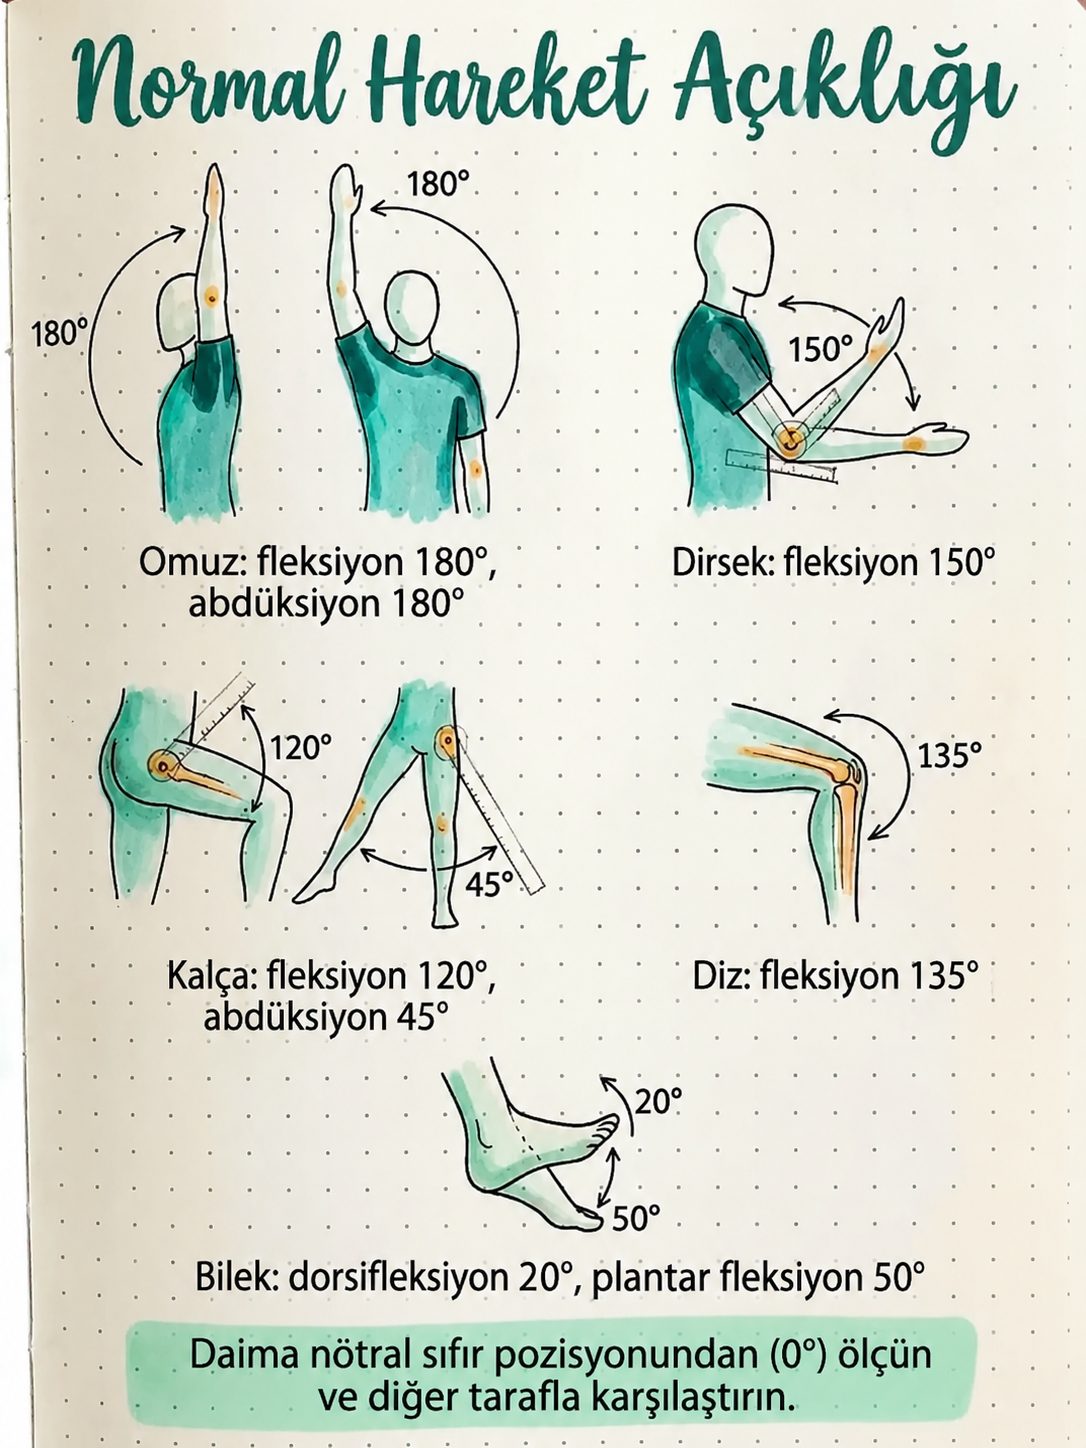 Normal Hareket Açıklığı
180°
180°
150°
Omuz: fleksiyon 180°,
abdüksiyon 180°
Dirsek: fleksiyon 150°
120°
45°
135°
Kalça: fleksiyon 120°,
abdüksiyon 45°
Diz: fleksiyon 135°
20°
50°
Bilek: dorsifleksiyon 20°, plantar fleksiyon 50°
Daima nötral sıfır pozisyonundan (0°) ölçün
ve diğer tarafla karşılaştırın.